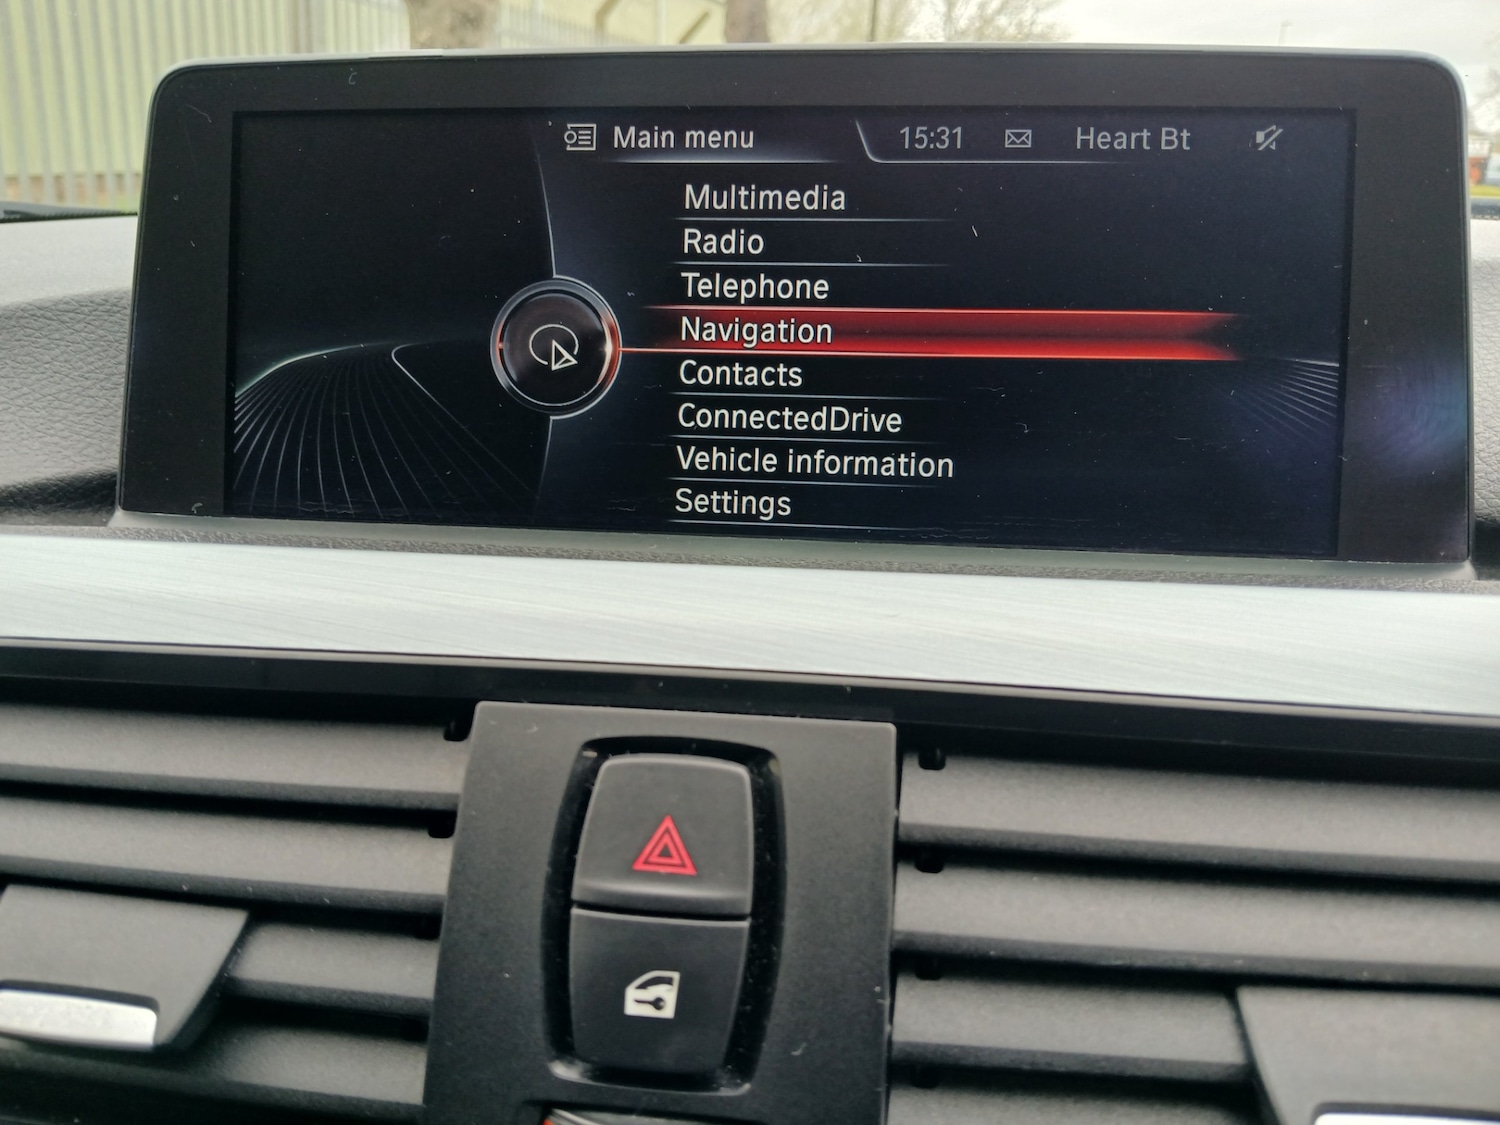 Main menu 15:31 Heart Bt
Multimedia
Radio
Telephone
Navigation
Contacts
ConnectedDrive
Vehicle information
Settings